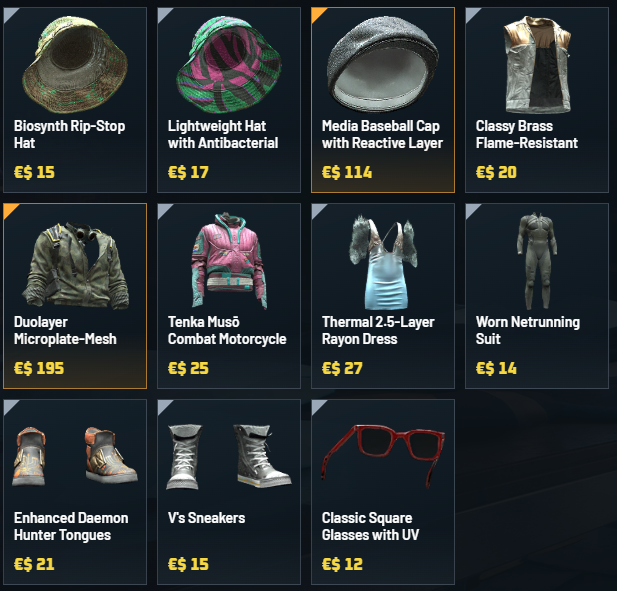 Biosynth Rip-Stop
Hat
€$ 15
Lightweight Hat
with Antibacterial
€$ 17
Media Baseball Cap
with Reactive Layer
€$ 114
Classy Brass
Flame-Resistant
€$ 20
Duolayer
Microplate-Mesh
€$ 195
Tenka Musō
Combat Motorcycle
€$ 25
Thermal 2.5-Layer
Rayon Dress
€$ 27
Worn Netrunning
Suit
€$ 14
Enhanced Daemon
Hunter Tongues
€$ 21
V's Sneakers
€$ 15
Classic Square
Glasses with UV
€$ 12